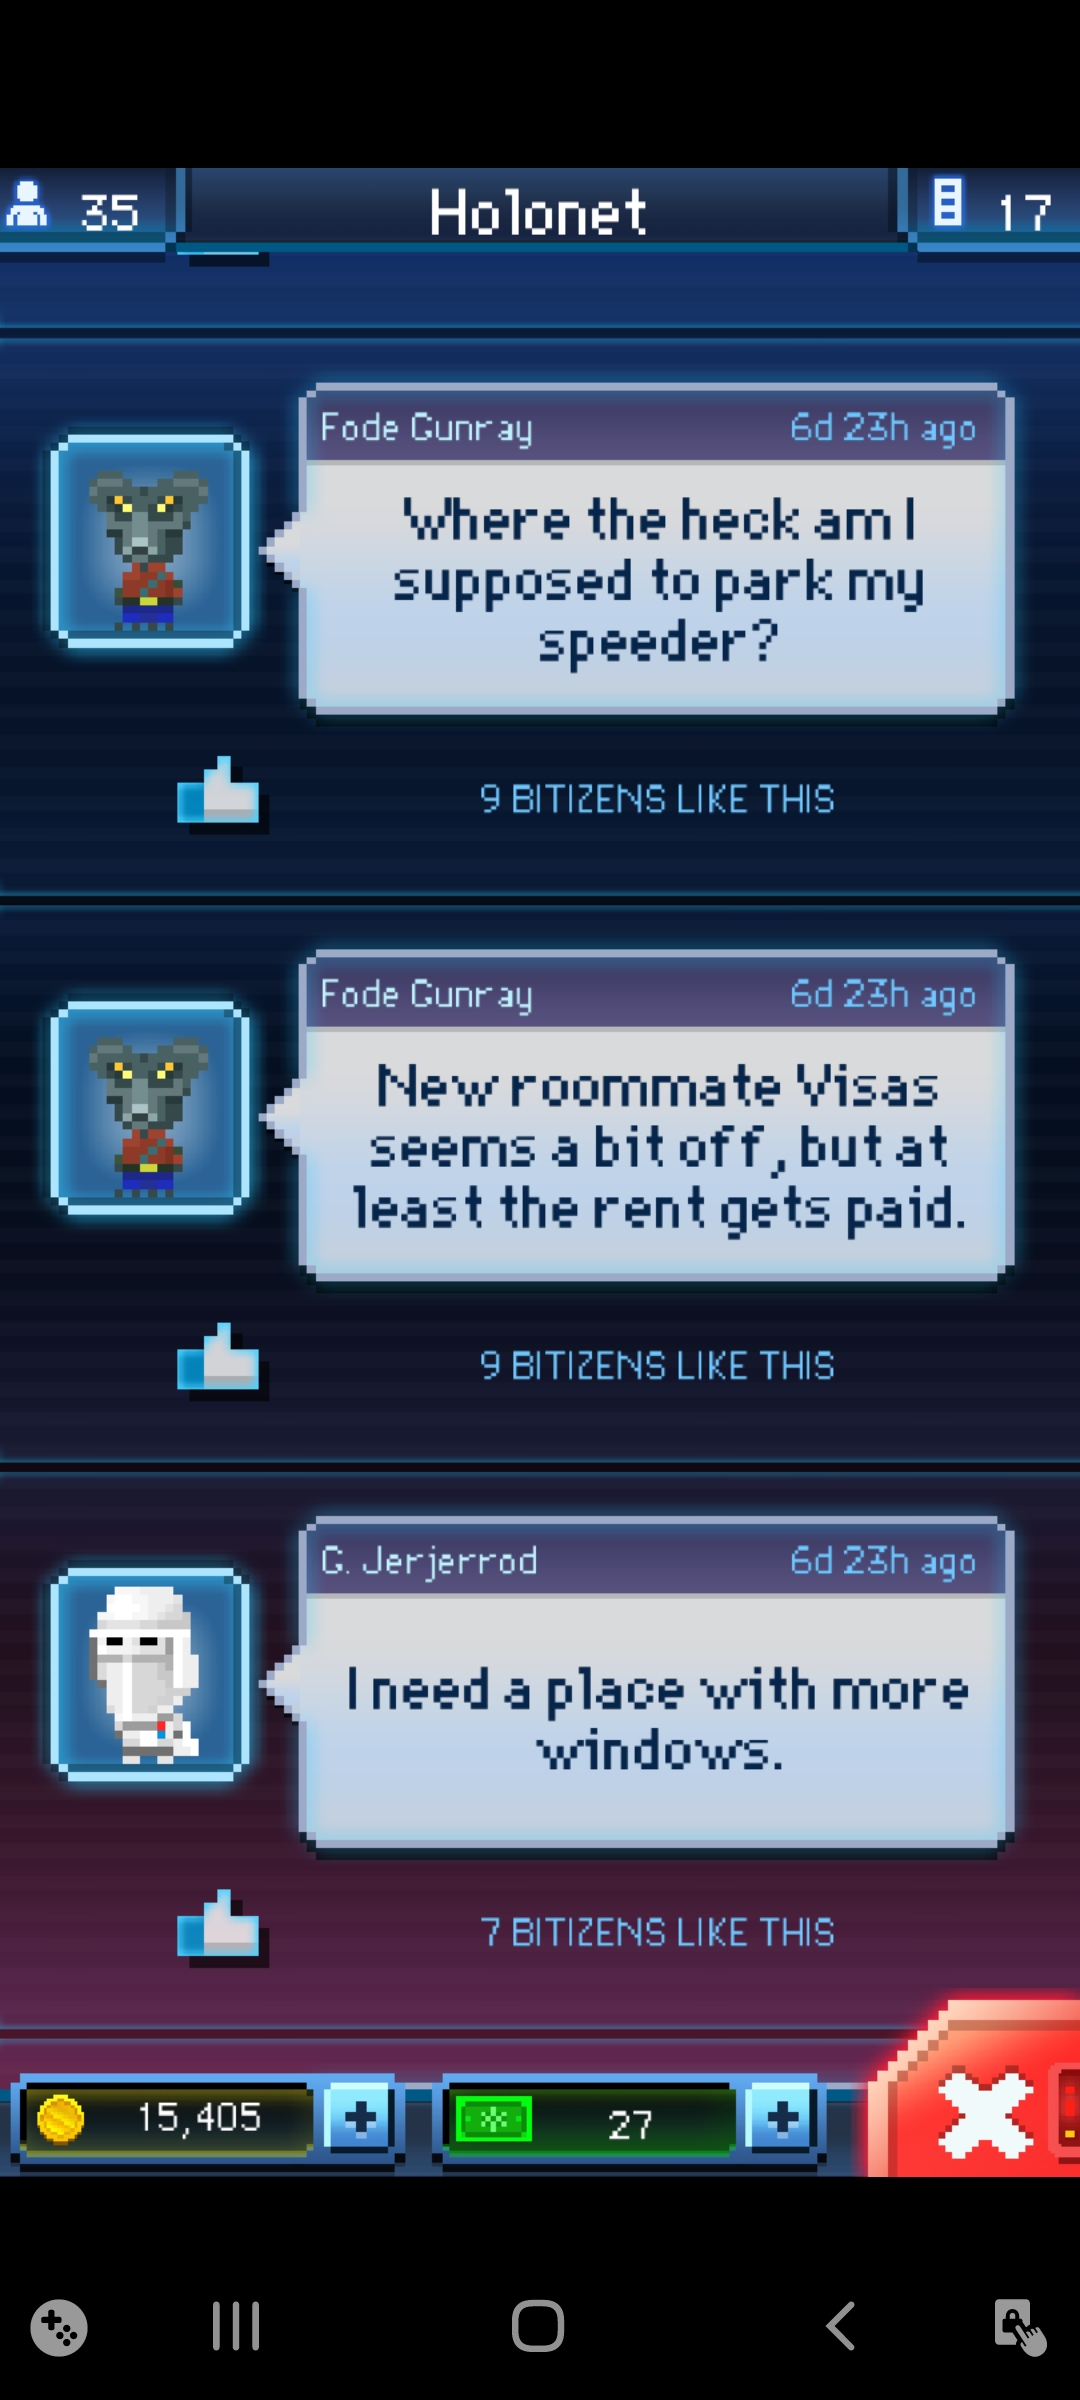 35
Holonet
17
Fode Gunray
6d 23h ago
Where the heck am I
supposed to park my
speeder?
9 BITIZENS LIKE THIS
Fode Gunray
6d 23h ago
New roommate Visas
seems a bit off, but at
least the rent gets paid.
9 BITIZENS LIKE THIS
G. Jerjerrod
6d 23h ago
I need a place with more
windows.
7 BITIZENS LIKE THIS
15,405
27